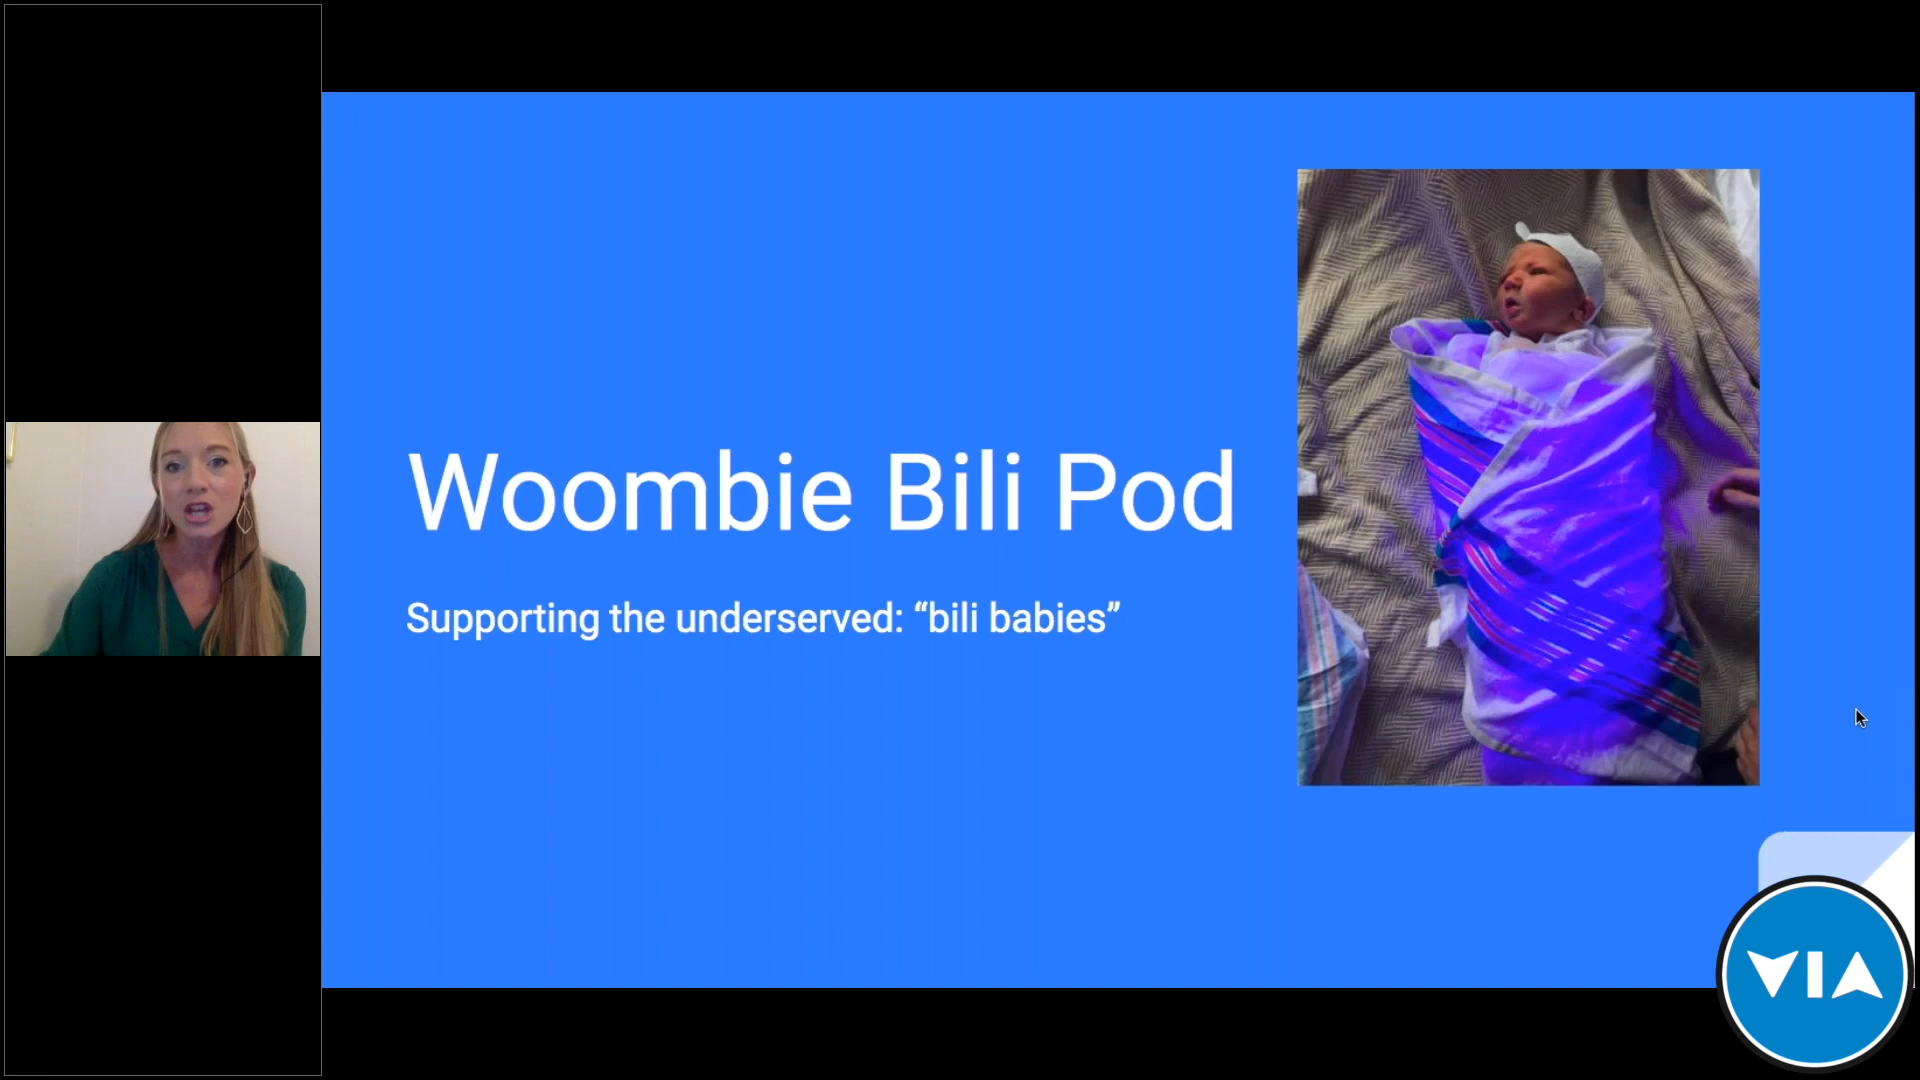 Woombie Bili Pod
Supporting the underserved: “bili babies”
VIA